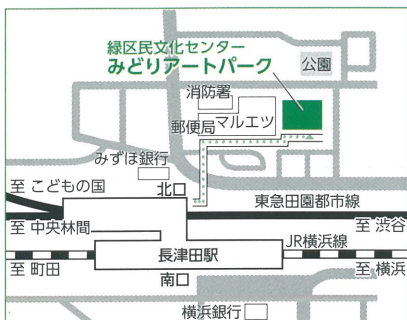 緑区民文化センター
みどりアートパーク
公園
消防署
郵便局
マルエツ
みずほ銀行
至 こどもの国
北口
東急田園都市線
至 中央林間
至 渋谷
JR横浜線
長津田駅
至 町田
至 横浜
南口
横浜銀行